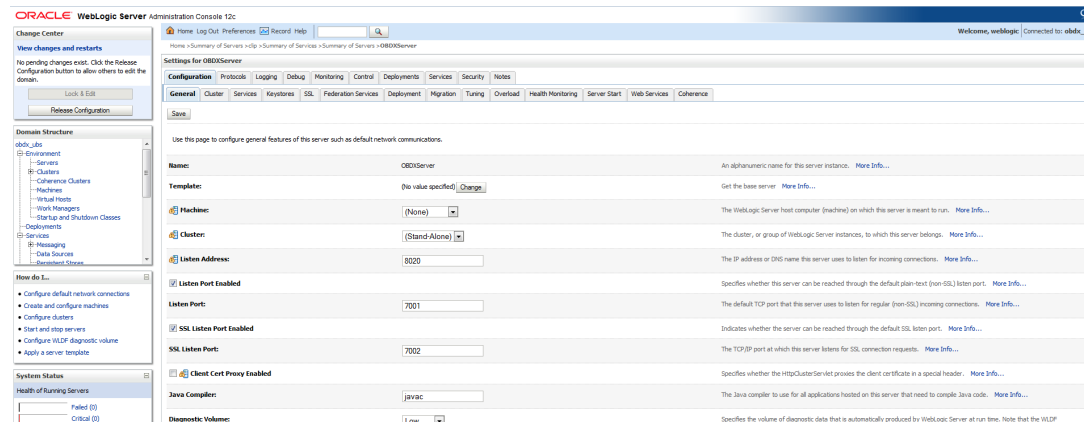 ORACLE WebLogic Server Administration Console 12c
Change Center
View changes and restarts
No pending changes exist. Click the Release
Configuration button to allow others to edit the
domain.
Lock & Edit
Release Configuration
Domain Structure
obdx_ubs
Environment
Servers
Clusters
Coherence Clusters
Machines
Virtual Hosts
Work Managers
Startup and Shutdown Classes
Deployments
Services
Messaging
Data Sources
Persistent Stores
How do I...
Configure default network connections
Create and configure machines
Configure clusters
Start and stop servers
Configure WLDF diagnostic volume
Apply a server template
System Status
Health of Running Servers
Failed (0)
Critical (0)
Home Log Out Preferences Record Help
Welcome, weblogic Connected to: obdx_
Home >Summary of Servers >clip >Summary of Services >Summary of Servers >OBDXServer
Settings for OBDXServer
Configuration Protocols Logging Debug Monitoring Control Deployments Services Security Notes
General Cluster Services Keystores SSL Federation Services Deployment Migration Tuning Overload Health Monitoring Server Start Web Services Coherence
Save
Use this page to configure general features of this server such as default network communications.
Name: OBDXServer An alphanumeric name for this server instance. More Info...
Template: (No value specified) Change Get the base server More Info...
Machine: (None) The WebLogic Server host computer (machine) on which this server is meant to run. More Info...
Cluster: (Stand-Alone) The cluster, or group of WebLogic Server instances, to which this server belongs. More Info...
Listen Address: 8020 The IP address or DNS name this server uses to listen for incoming connections. More Info...
Listen Port Enabled Specifies whether this server can be reached through the default plain-text (non-SSL) listen port. More Info...
Listen Port: 7001 The default TCP port that this server uses to listen for regular (non-SSL) incoming connections. More Info...
SSL Listen Port Enabled Indicates whether the server can be reached through the default SSL listen port. More Info...
SSL Listen Port: 7002 The TCP/IP port at which this server listens for SSL connection requests. More Info...
Client Cert Proxy Enabled Specifies whether the HttpClusterServlet proxies the client certificate in a special header. More Info...
Java Compiler: javac The Java compiler to use for all applications hosted on this server that need to compile Java code. More Info...
Diagnostic Volume: Low Specifies the volume of diagnostic data that is automatically produced by WebLogic Server at run time. Note that the WLDF